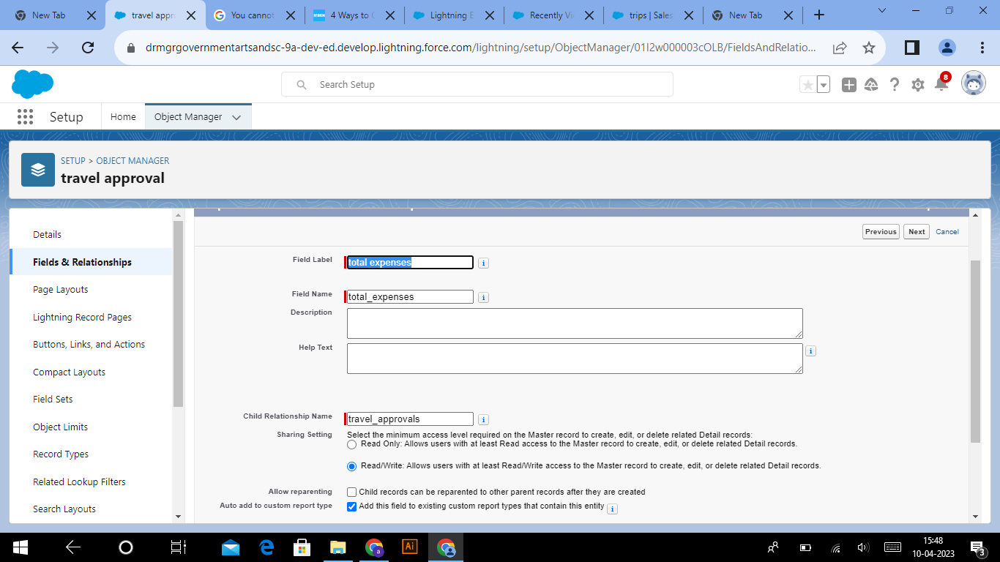 New Tab
travel appr
You cannot
4 Ways to
Lightning E
Recently Vi
trips | Sales
New Tab
drmgrgovernmentartsandsc-9a-dev-ed.develop.lightning.force.com/lightning/setup/ObjectManager/01I2w000003cOLB/FieldsAndRelatio...
Search Setup
8
Setup
Home
Object Manager
SETUP > OBJECT MANAGER
travel approval
Details
Fields & Relationships
Page Layouts
Lightning Record Pages
Buttons, Links, and Actions
Compact Layouts
Field Sets
Object Limits
Record Types
Related Lookup Filters
Search Layouts
Previous
Next
Cancel
Field Label
total expenses
i
Field Name
total_expenses
i
Description
Help Text
i
Child Relationship Name
travel_approvals
i
Sharing Setting
Select the minimum access level required on the Master record to create, edit, or delete related Detail records:
Read Only: Allows users with at least Read access to the Master record to create, edit, or delete related Detail records.
Read/Write: Allows users with at least Read/Write access to the Master record to create, edit, or delete related Detail records.
Allow reparenting
Child records can be reparented to other parent records after they are created
Auto add to custom report type
Add this field to existing custom report types that contain this entity
i
a
Ai
15:48
10-04-2023
3